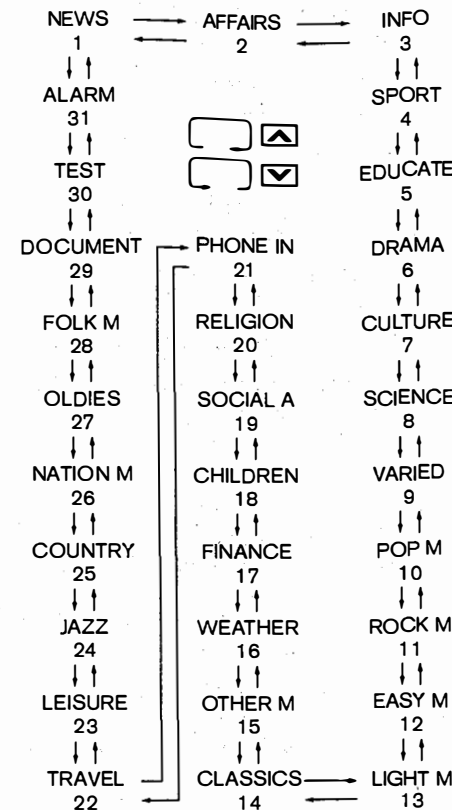 NEWS AFFAIRS INFO
1 2 3
ALARM SPORT
31 4
TEST EDUCATE
30 5
DOCUMENT PHONE IN DRAMA
29 21 6
FOLK M RELIGION CULTURE
28 20 7
OLDIES SOCIAL A SCIENCE
27 19 8
NATION M CHILDREN VARIED
26 18 9
COUNTRY FINANCE POP M
25 17 10
JAZZ WEATHER ROCK M
24 16 11
LEISURE OTHER M EASY M
23 15 12
TRAVEL CLASSICS LIGHT M
22 14 13